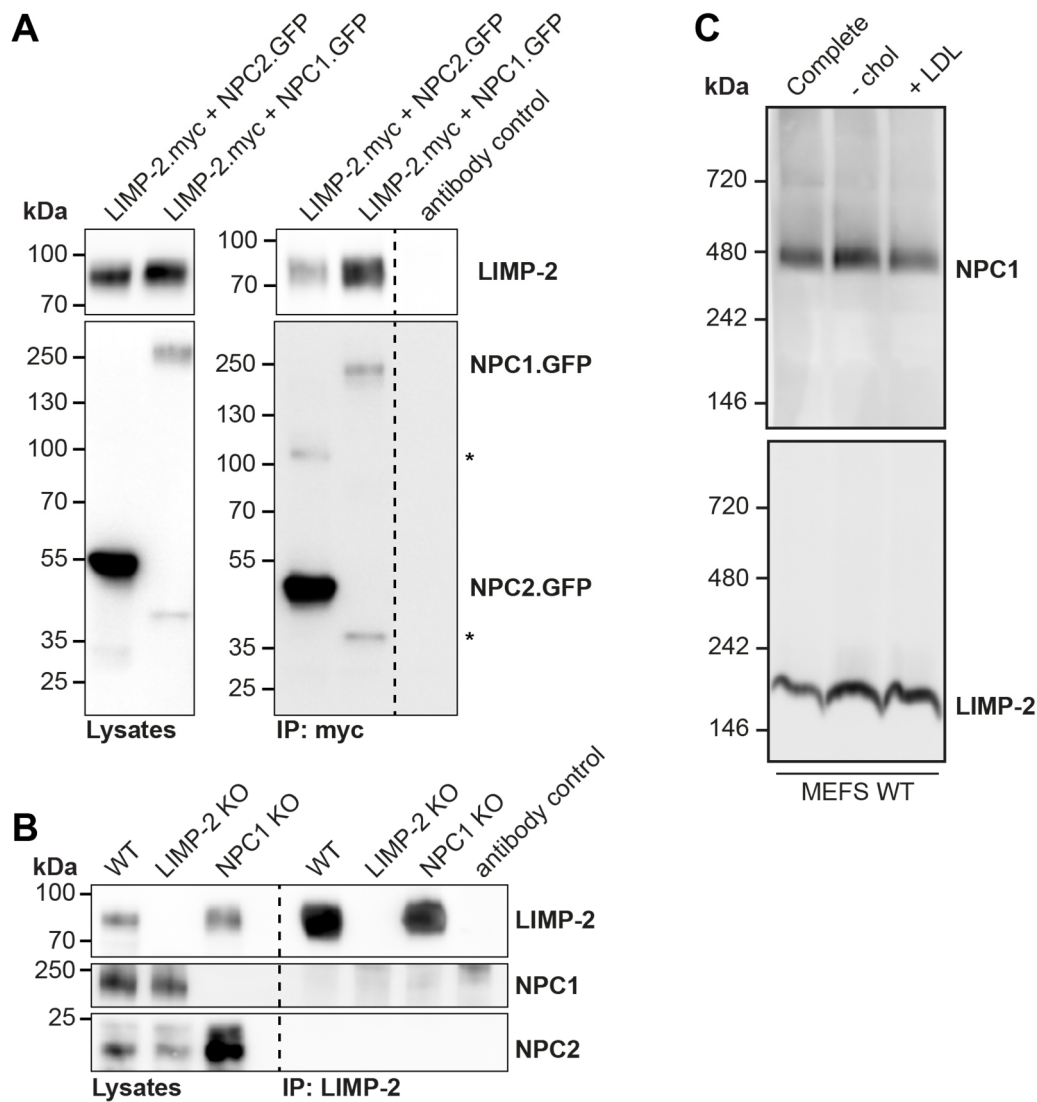 A
LIMP-2.myc + NPC2.GFP
LIMP-2.myc + NPC1.GFP
LIMP-2.myc + NPC2.GFP
LIMP-2.myc + NPC1.GFP
antibody control
kDa
100
70
100
70
LIMP-2
250
130
100
70
55
35
25
250
130
100
70
55
35
25
NPC1.GFP
*
NPC2.GFP
*
Lysates
IP: myc
B
WT
LIMP-2 KO
NPC1 KO
WT
LIMP-2 KO
NPC1 KO
antibody control
kDa
100
70
LIMP-2
250
NPC1
25
NPC2
Lysates
IP: LIMP-2
C
Complete
- chol
+ LDL
kDa
720
480
242
146
NPC1
720
480
242
146
LIMP-2
MEFS WT